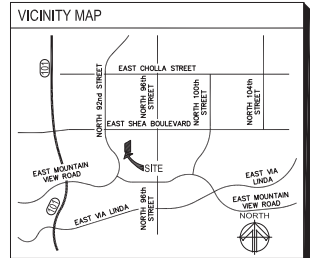 VICINITY MAP
101
EAST CHOLLA STREET
NORTH 92nd STREET
NORTH 96th
STREET
NORTH 100th
STREET
NORTH 104th
STREET
EAST SHEA BOULEVARD
SITE
EAST MOUNTAIN
VIEW ROAD
EAST VIA
LINDA
EAST MOUNTAIN
VIEW ROAD
101
EAST VIA LINDA
NORTH 96th
STREET
NORTH